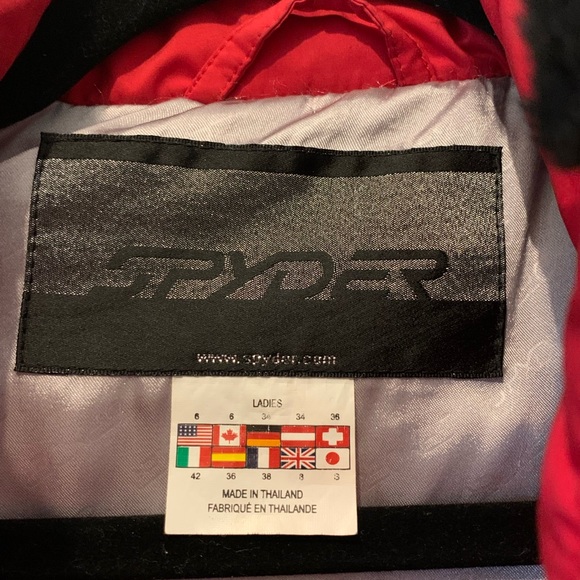 SPYDER
www.spyder.com
LADIES
6 6 34 34 36
42 36 38 8
MADE IN THAILAND
FABRIQUÉ EN THAILANDE